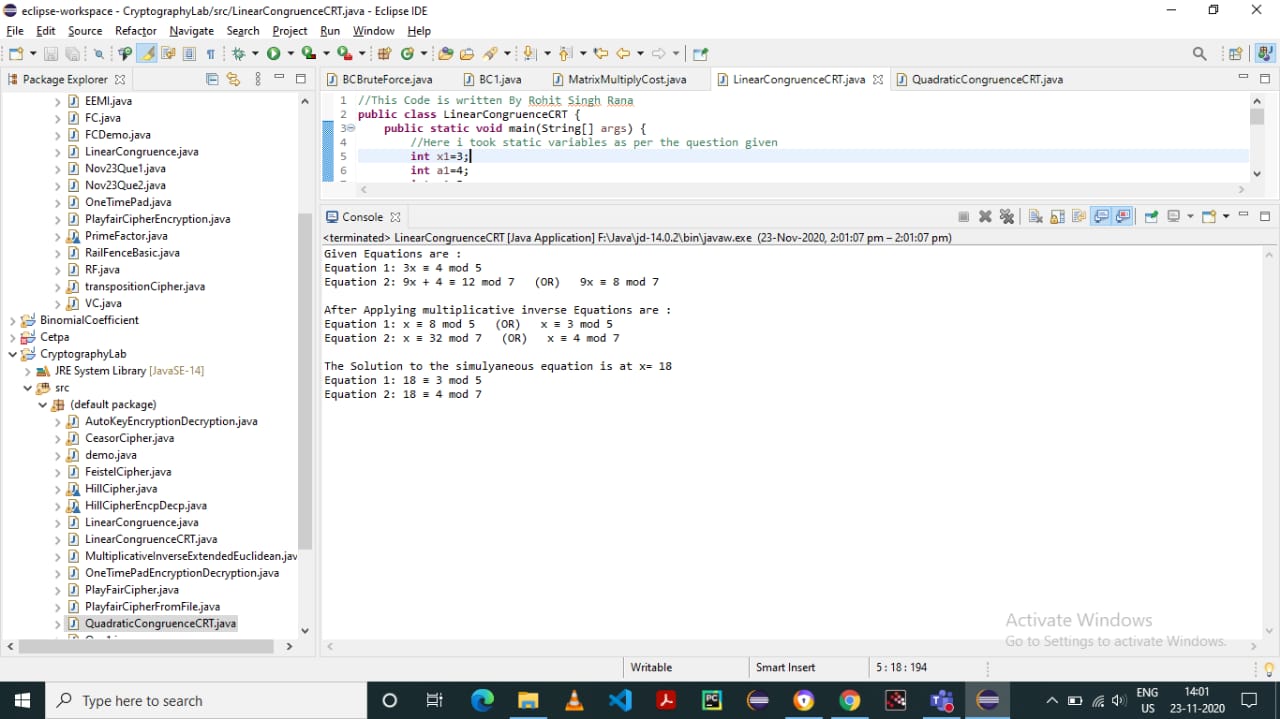 eclipse-workspace - CryptographyLab/src/LinearCongruenceCRT.java - Eclipse IDE
File Edit Source Refactor Navigate Search Project Run Window Help
Package Explorer
EEMI.java
FC.java
FCDemo.java
LinearCongruence.java
Nov23Que1.java
Nov23Que2.java
OneTimePad.java
PlayfairCipherEncryption.java
PrimeFactor.java
RailFenceBasic.java
RF.java
transpositionCipher.java
VC.java
BinomialCoefficient
Cetpa
CryptographyLab
JRE System Library [JavaSE-14]
src
(default package)
AutoKeyEncryptionDecryption.java
CeasorCipher.java
demo.java
FeistelCipher.java
HillCipher.java
HillCipherEncpDecp.java
LinearCongruence.java
LinearCongruenceCRT.java
MultiplicativeInverseExtendedEuclidean.jav
OneTimePadEncryptionDecryption.java
PlayFairCipher.java
PlayfairCipherFromFile.java
QuadraticCongruenceCRT.java
BCBruteForce.java BC1.java MatrixMultiplyCost.java LinearCongruenceCRT.java QuadraticCongruenceCRT.java
1 //This Code is written By Rohit Singh Rana
2 public class LinearCongruenceCRT {
3 public static void main(String[] args) {
4 //Here i took static variables as per the question given
5 int x1=3;
6 int a1=4;
Console
<terminated> LinearCongruenceCRT [Java Application] F:\Java\jd-14.0.2\bin\javaw.exe (23-Nov-2020, 2:01:07 pm – 2:01:07 pm)
Given Equations are :
Equation 1: 3x ≡ 4 mod 5
Equation 2: 9x + 4 ≡ 12 mod 7 (OR) 9x ≡ 8 mod 7
After Applying multiplicative inverse Equations are :
Equation 1: x ≡ 8 mod 5 (OR) x ≡ 3 mod 5
Equation 2: x ≡ 32 mod 7 (OR) x ≡ 4 mod 7
The Solution to the simulyaneous equation is at x= 18
Equation 1: 18 ≡ 3 mod 5
Equation 2: 18 ≡ 4 mod 7
Activate Windows
Go to Settings to activate Windows.
Writable Smart Insert 5 : 18 : 194
Type here to search
ENG US
14:01
23-11-2020